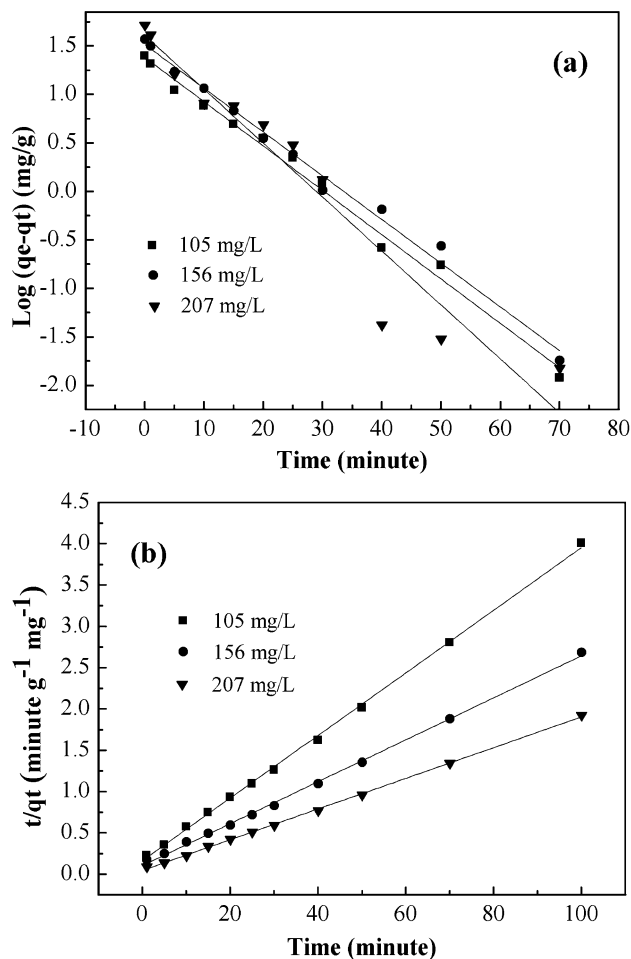 (a)
1.5
1.0
0.5
0.0
-0.5
-1.0
-1.5
-2.0
Log (qe-qt) (mg/g)
105 mg/L
156 mg/L
207 mg/L
-10 0 10 20 30 40 50 60 70 80
Time (minute)
(b)
4.5
4.0
3.5
3.0
2.5
2.0
1.5
1.0
0.5
0.0
t/qt (minute g⁻¹ mg⁻¹)
105 mg/L
156 mg/L
207 mg/L
0 20 40 60 80 100
Time (minute)